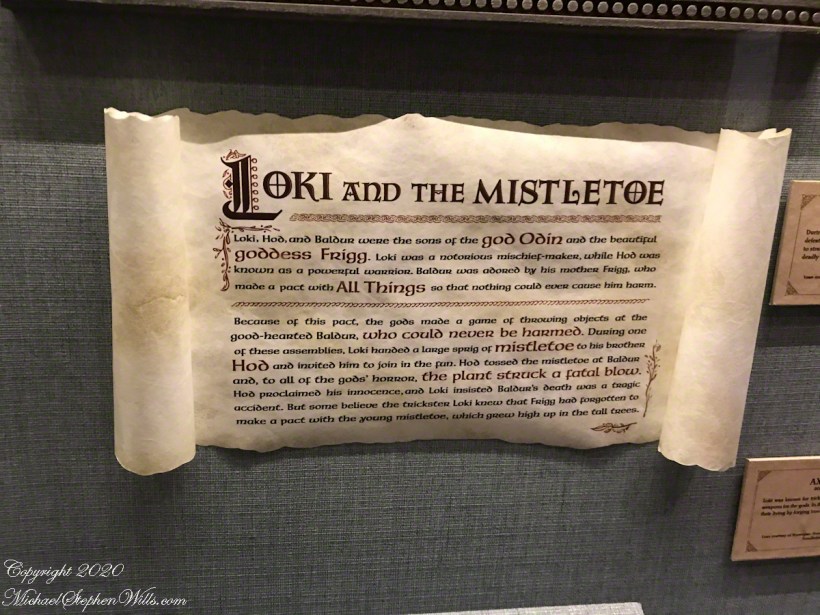 LOKI AND THE MISTLETOE
Loki, Hod, and Baldur were the sons of the god Odin and the beautiful
goddess Frigg. Loki was a notorious mischief-maker, while Hod was
known as a powerful warrior. Baldur was adored by his mother Frigg, who
made a pact with All Things so that nothing could ever cause him harm.
Because of this pact, the gods made a game of throwing objects at the
good-hearted Baldur, who could never be harmed. During one
of these assemblies, Loki handed a large sprig of mistletoe to his brother
Hod and invited him to join in the fun. Hod tossed the mistletoe at Baldur
and, to all of the gods' horror, the plant struck a fatal blow.
Hod proclaimed his innocence, and Loki insisted Baldur's death was a tragic
accident. But some believe the trickster Loki knew that Frigg had forgotten to
make a pact with the young mistletoe, which grew high up in the tall trees.
Copyright 2020
MichaelStephenWills.com